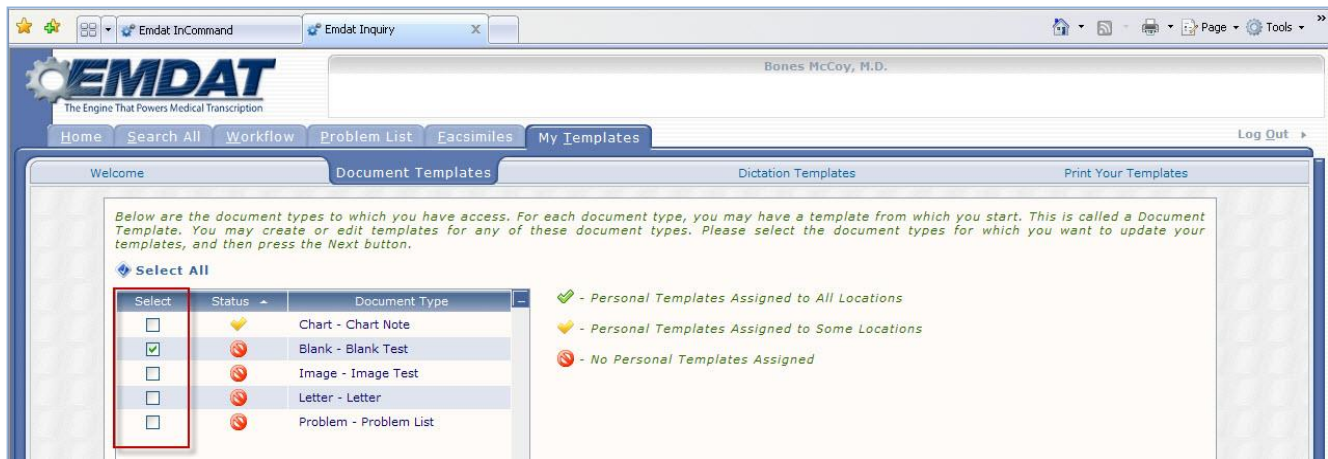 Emdat InCommand
Emdat Inquiry
X
Page
Tools
»
EMDAT
The Engine That Powers Medical Transcription
Bones McCoy, M.D.
Home
Search All
Workflow
Problem List
Facsimiles
My Templates
Log Out
Welcome
Document Templates
Dictation Templates
Print Your Templates
Below are the document types to which you have access. For each document type, you may have a template from which you start. This is called a Document
Template. You may create or edit templates for any of these document types. Please select the document types for which you want to update your
templates, and then press the Next button.
Select All
Select Status Document Type
Chart - Chart Note
Blank - Blank Test
Image - Image Test
Letter - Letter
Problem - Problem List
- Personal Templates Assigned to All Locations
- Personal Templates Assigned to Some Locations
- No Personal Templates Assigned